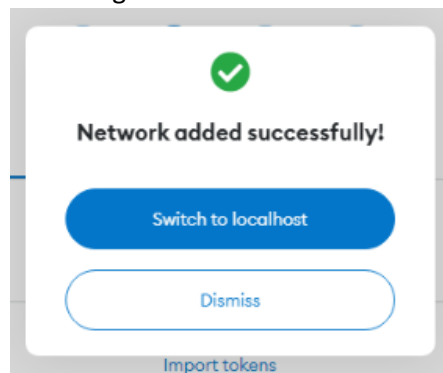 Network added successfully!
Switch to localhost
Dismiss
Import tokens